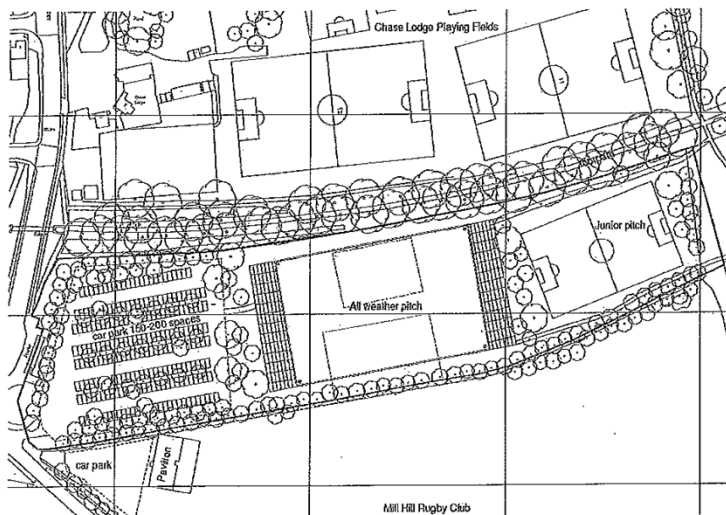 Chase Lodge Playing Fields
Junior pitch
All weather pitch
car park 160-200 spaces
car park
Pavilion
Mill Hill Rugby Club